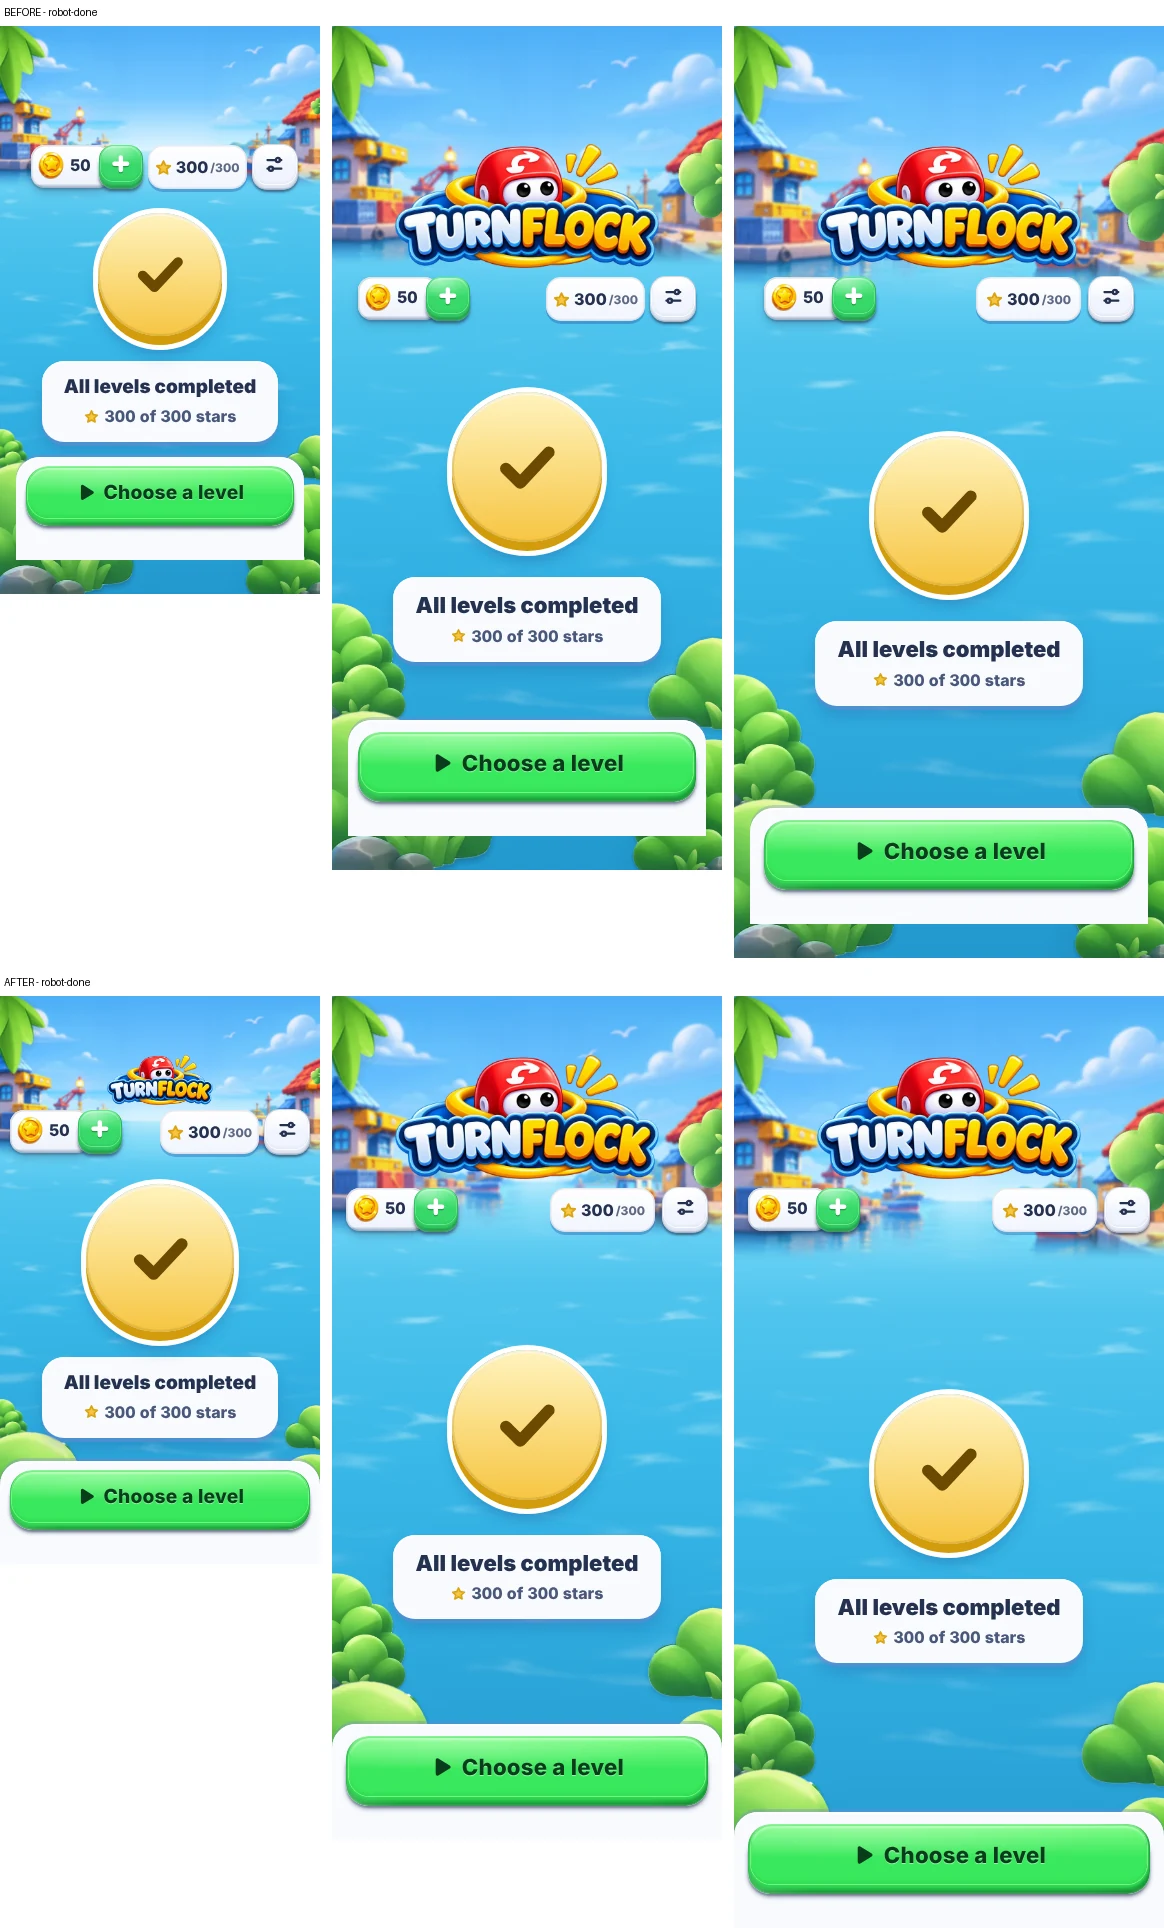 BEFORE - robot-done
50
300/300
All levels completed
300 of 300 stars
Choose a level
TURNFLOCK
50
300/300
All levels completed
300 of 300 stars
Choose a level
TURNFLOCK
50
300/300
All levels completed
300 of 300 stars
Choose a level
AFTER - robot-done
TURNFLOCK
50
300/300
All levels completed
300 of 300 stars
Choose a level
TURNFLOCK
50
300/300
All levels completed
300 of 300 stars
Choose a level
TURNFLOCK
50
300/300
All levels completed
300 of 300 stars
Choose a level